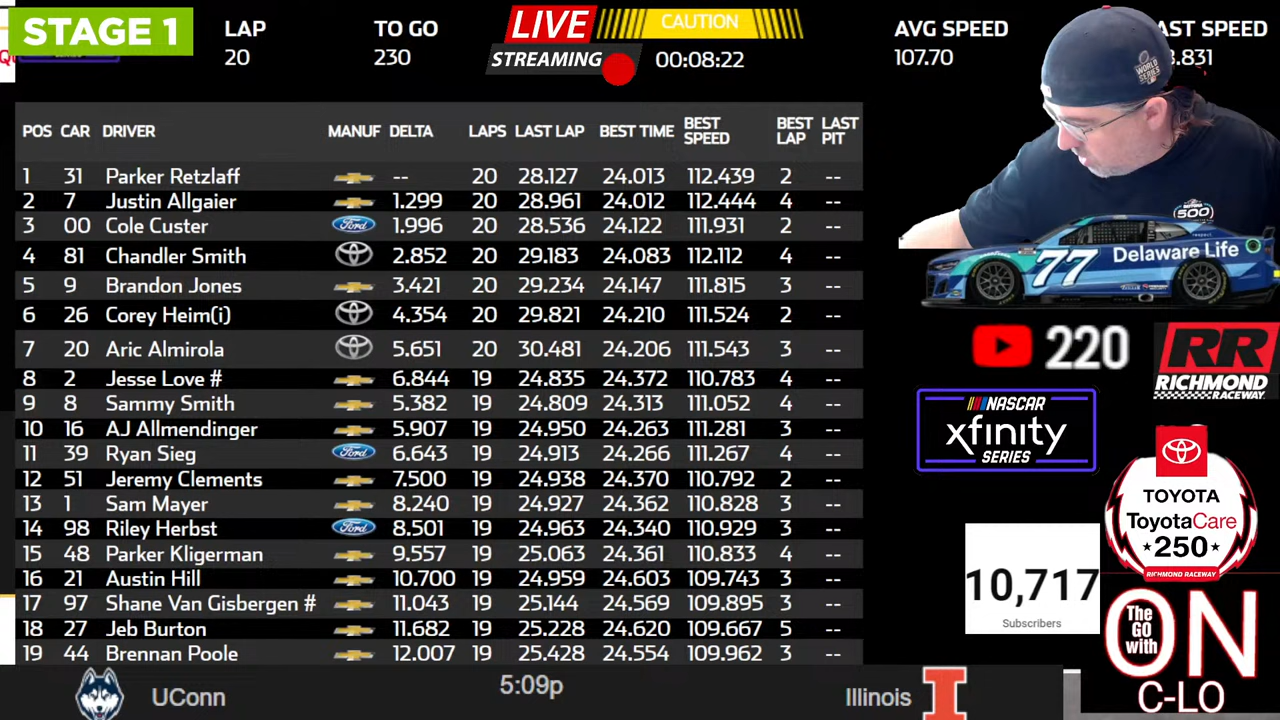 STAGE 1
LAP
20
TO GO
230
LIVE
STREAMING
CAUTION
00:08:22
AVG SPEED
107.70
AST SPEED
8.831
POS CAR DRIVER MANUF DELTA LAPS LAST LAP BEST TIME BEST SPEED BEST LAP LAST PIT
1 31 Parker Retzlaff -- 20 28.127 24.013 112.439 2 --
2 7 Justin Allgaier 1.299 20 28.961 24.012 112.444 4 --
3 00 Cole Custer Ford 1.996 20 28.536 24.122 111.931 2 --
4 81 Chandler Smith 2.852 20 29.183 24.083 112.112 4 --
5 9 Brandon Jones 3.421 20 29.234 24.147 111.815 3 --
6 26 Corey Heim(i) 4.354 20 29.821 24.210 111.524 2 --
7 20 Aric Almirola 5.651 20 30.481 24.206 111.543 3 --
8 2 Jesse Love # 6.844 19 24.835 24.372 110.783 4 --
9 8 Sammy Smith 5.382 19 24.809 24.313 111.052 4 --
10 16 AJ Allmendinger 5.907 19 24.950 24.263 111.281 3 --
11 39 Ryan Sieg Ford 6.643 19 24.913 24.266 111.267 4 --
12 51 Jeremy Clements 7.500 19 24.938 24.370 110.792 2 --
13 1 Sam Mayer 8.240 19 24.927 24.362 110.828 3 --
14 98 Riley Herbst Ford 8.501 19 24.963 24.340 110.929 3 --
15 48 Parker Kligerman 9.557 19 25.063 24.361 110.833 4 --
16 21 Austin Hill 10.700 19 24.959 24.603 109.743 3 --
17 97 Shane Van Gisbergen # 11.043 19 25.144 24.569 109.895 3 --
18 27 Jeb Burton 11.682 19 25.228 24.620 109.667 5 --
19 44 Brennan Poole 12.007 19 25.428 24.554 109.962 3 --
WORLD
SERIES
500
77
Delaware Life
220
RR
RICHMOND
RACEWAY
NASCAR
xfinity
SERIES
TOYOTA
ToyotaCare
250
RICHMOND RACEWAY
10,717
Subscribers
The
GO
with
ON
C-LO
UConn
5:09p
Illinois
I